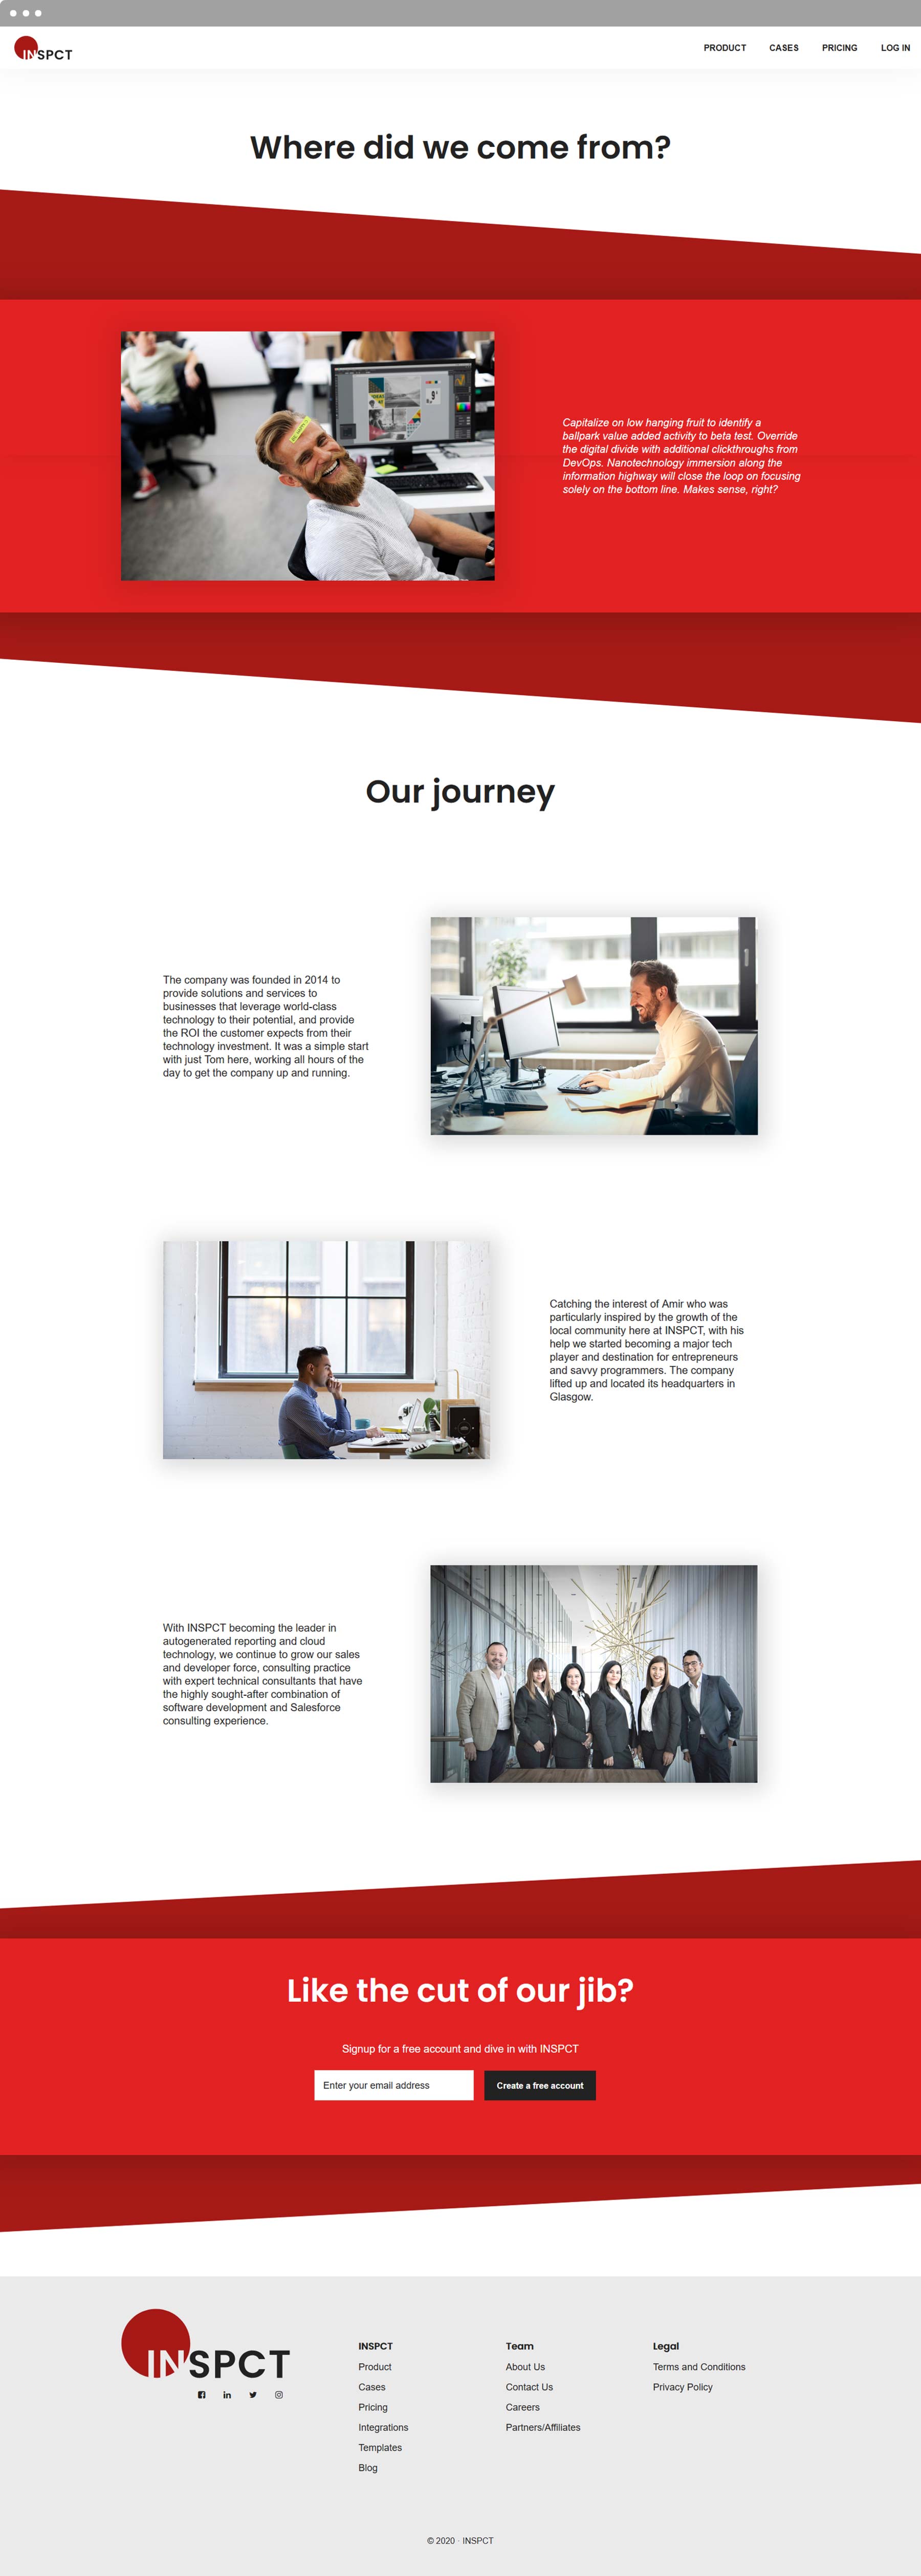 INSPCT
PRODUCT CASES PRICING LOG IN
Where did we come from?
Capitalize on low hanging fruit to identify a
ballpark value added activity to beta test. Override
the digital divide with additional clickthroughs from
DevOps. Nanotechnology immersion along the
information highway will close the loop on focusing
solely on the bottom line. Makes sense, right?
Our journey
The company was founded in 2014 to
provide solutions and services to
businesses that leverage world-class
technology to their potential, and provide
the ROI the customer expects from their
technology investment. It was a simple start
with just Tom here, working all hours of the
day to get the company up and running.
Catching the interest of Amir who was
particularly inspired by the growth of the
local community here at INSPCT, with his
help we started becoming a major tech
player and destination for entrepreneurs
and savvy programmers. The company
lifted up and located its headquarters in
Glasgow.
With INSPCT becoming the leader in
autogenerated reporting and cloud
technology, we continue to grow our sales
and developer force, consulting practice
with expert technical consultants that have
the highly sought-after combination of
software development and Salesforce
consulting experience.
Like the cut of our jib?
Signup for a free account and dive in with INSPCT
Enter your email address
Create a free account
INSPCT
INSPCT
Product
Cases
Pricing
Integrations
Templates
Blog
Team
About Us
Contact Us
Careers
Partners/Affiliates
Legal
Terms and Conditions
Privacy Policy
© 2020 · INSPCT